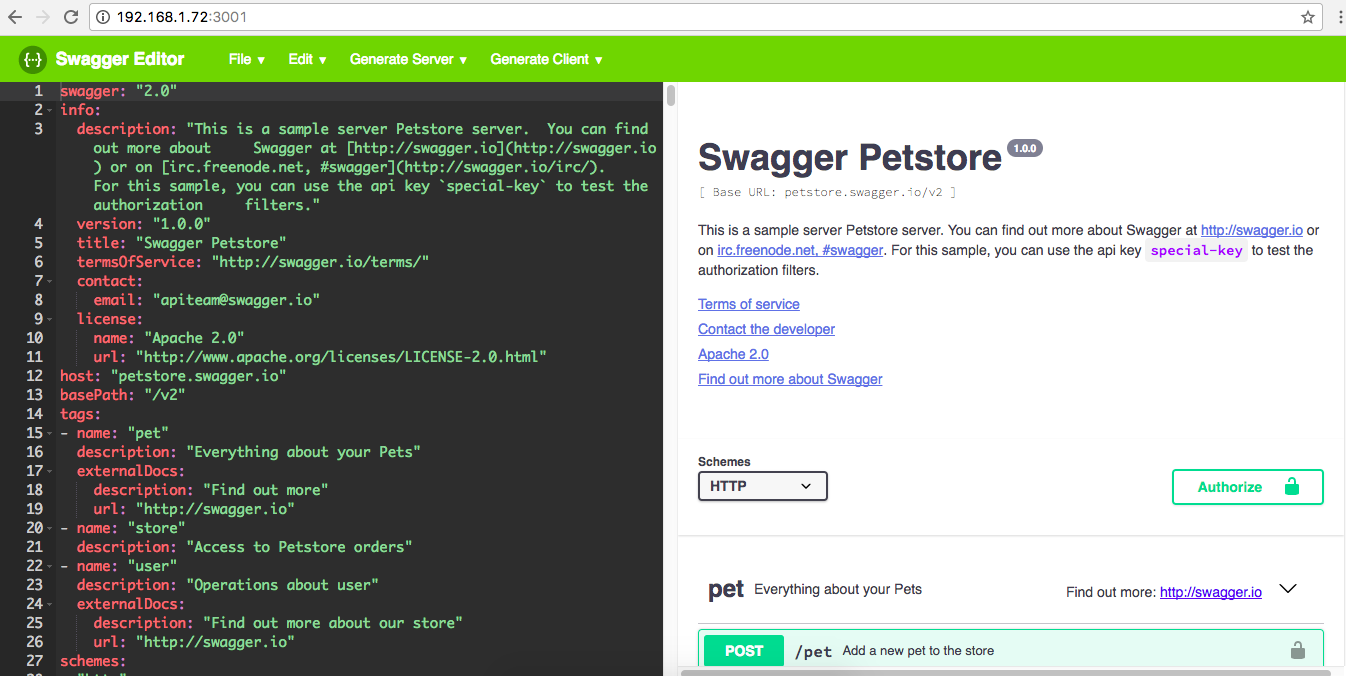 192.168.1.72:3001
{··} Swagger Editor File ▼ Edit ▼ Generate Server ▼ Generate Client ▼
1 swagger: "2.0"
2 info:
3 description: "This is a sample server Petstore server. You can find
out more about Swagger at [http://swagger.io](http://swagger.io
) or on [irc.freenode.net, #swagger](http://swagger.io/irc/).
For this sample, you can use the api key `special-key` to test the
authorization filters."
4 version: "1.0.0"
5 title: "Swagger Petstore"
6 termsOfService: "http://swagger.io/terms/"
7 contact:
8 email: "apiteam@swagger.io"
9 license:
10 name: "Apache 2.0"
11 url: "http://www.apache.org/licenses/LICENSE-2.0.html"
12 host: "petstore.swagger.io"
13 basePath: "/v2"
14 tags:
15 - name: "pet"
16 description: "Everything about your Pets"
17 externalDocs:
18 description: "Find out more"
19 url: "http://swagger.io"
20 - name: "store"
21 description: "Access to Petstore orders"
22 - name: "user"
23 description: "Operations about user"
24 externalDocs:
25 description: "Find out more about our store"
26 url: "http://swagger.io"
27 schemes:
Swagger Petstore 1.0.0
[ Base URL: petstore.swagger.io/v2 ]
This is a sample server Petstore server. You can find out more about Swagger at http://swagger.io or
on irc.freenode.net, #swagger. For this sample, you can use the api key special-key to test the
authorization filters.
Terms of service
Contact the developer
Apache 2.0
Find out more about Swagger
Schemes
HTTP
Authorize
pet Everything about your Pets Find out more: http://swagger.io
POST /pet Add a new pet to the store